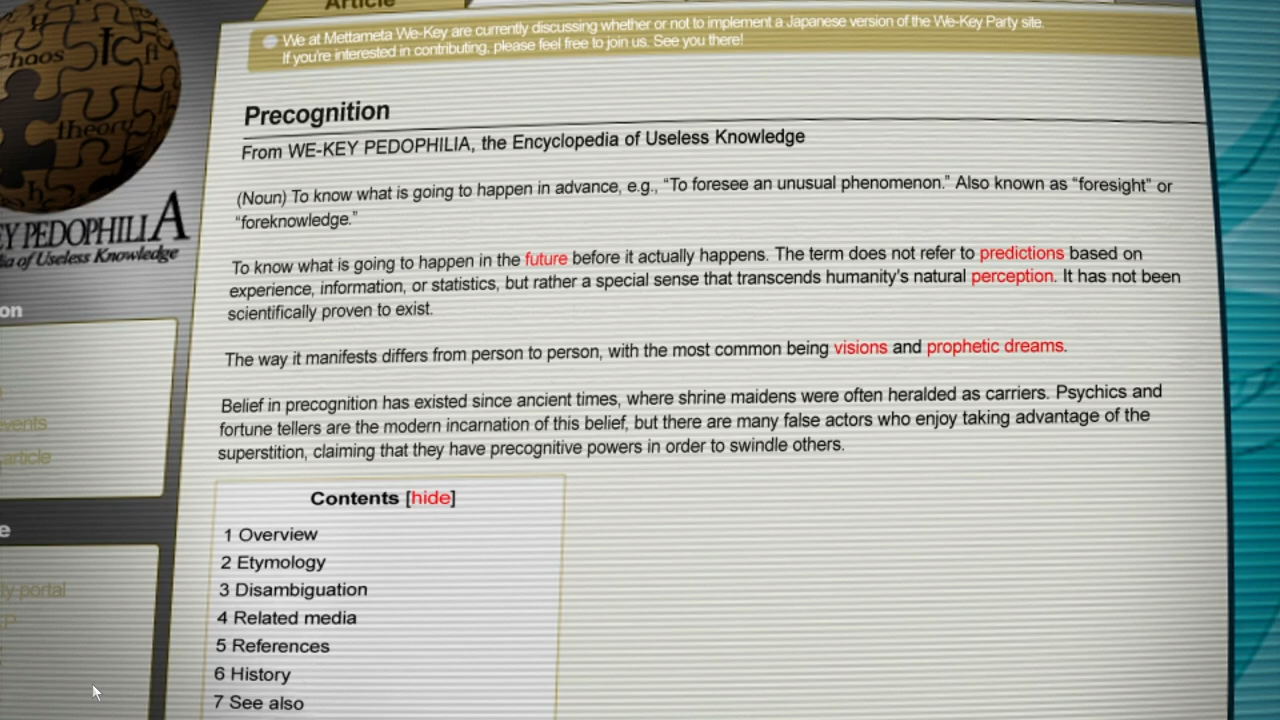 Article
We at Mettameta We-Key are currently discussing whether or not to implement a Japanese version of the We-Key Party site.
If you're interested in contributing, please feel free to join us. See you there!
Chaos
theory
Precognition
From WE-KEY PEDOPHILIA, the Encyclopedia of Useless Knowledge
(Noun) To know what is going to happen in advance, e.g., “To foresee an unusual phenomenon.” Also known as “foresight” or
“foreknowledge.”
EY PEDOPHILIA
ia of Useless Knowledge
To know what is going to happen in the future before it actually happens. The term does not refer to predictions based on
experience, information, or statistics, but rather a special sense that transcends humanity's natural perception. It has not been
scientifically proven to exist.
on
The way it manifests differs from person to person, with the most common being visions and prophetic dreams.
Belief in precognition has existed since ancient times, where shrine maidens were often heralded as carriers. Psychics and
fortune tellers are the modern incarnation of this belief, but there are many false actors who enjoy taking advantage of the
superstition, claiming that they have precognitive powers in order to swindle others.
vents
article
Contents [hide]
1 Overview
2 Etymology
3 Disambiguation
4 Related media
5 References
6 History
7 See also
e
ty portal